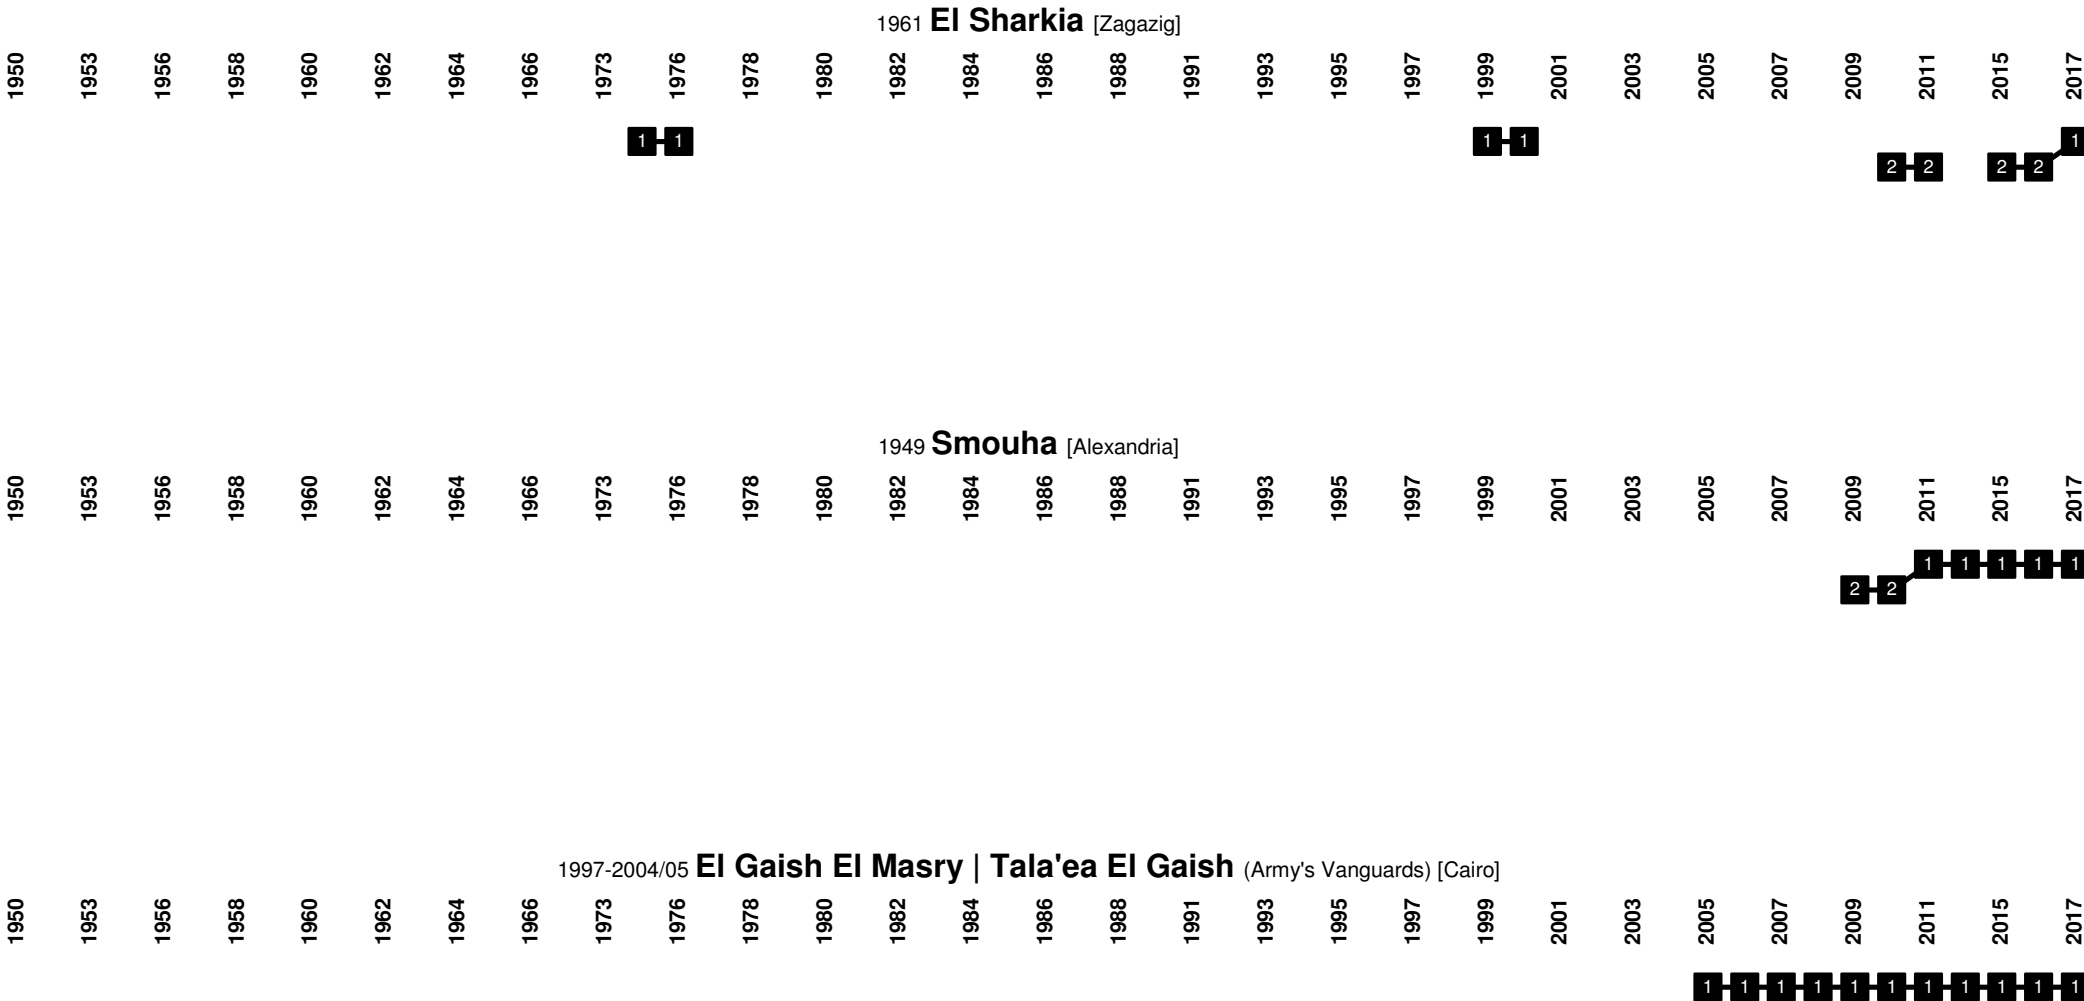 1961 El Sharkia [Zagazig]
1950 1953 1956 1958 1960 1962 1964 1966 1973 1976 1978 1980 1982 1984 1986 1988 1991 1993 1995 1997 1999 2001 2003 2005 2007 2009 2011 2015 2017
1 1 1 1 1
2 2 2 2
1949 Smouha [Alexandria]
1950 1953 1956 1958 1960 1962 1964 1966 1973 1976 1978 1980 1982 1984 1986 1988 1991 1993 1995 1997 1999 2001 2003 2005 2007 2009 2011 2015 2017
1 1 1 1 1
2 2
1997-2004/05 El Gaish El Masry | Tala'ea El Gaish (Army's Vanguards) [Cairo]
1950 1953 1956 1958 1960 1962 1964 1966 1973 1976 1978 1980 1982 1984 1986 1988 1991 1993 1995 1997 1999 2001 2003 2005 2007 2009 2011 2015 2017
1 1 1 1 1 1 1 1 1 1 1